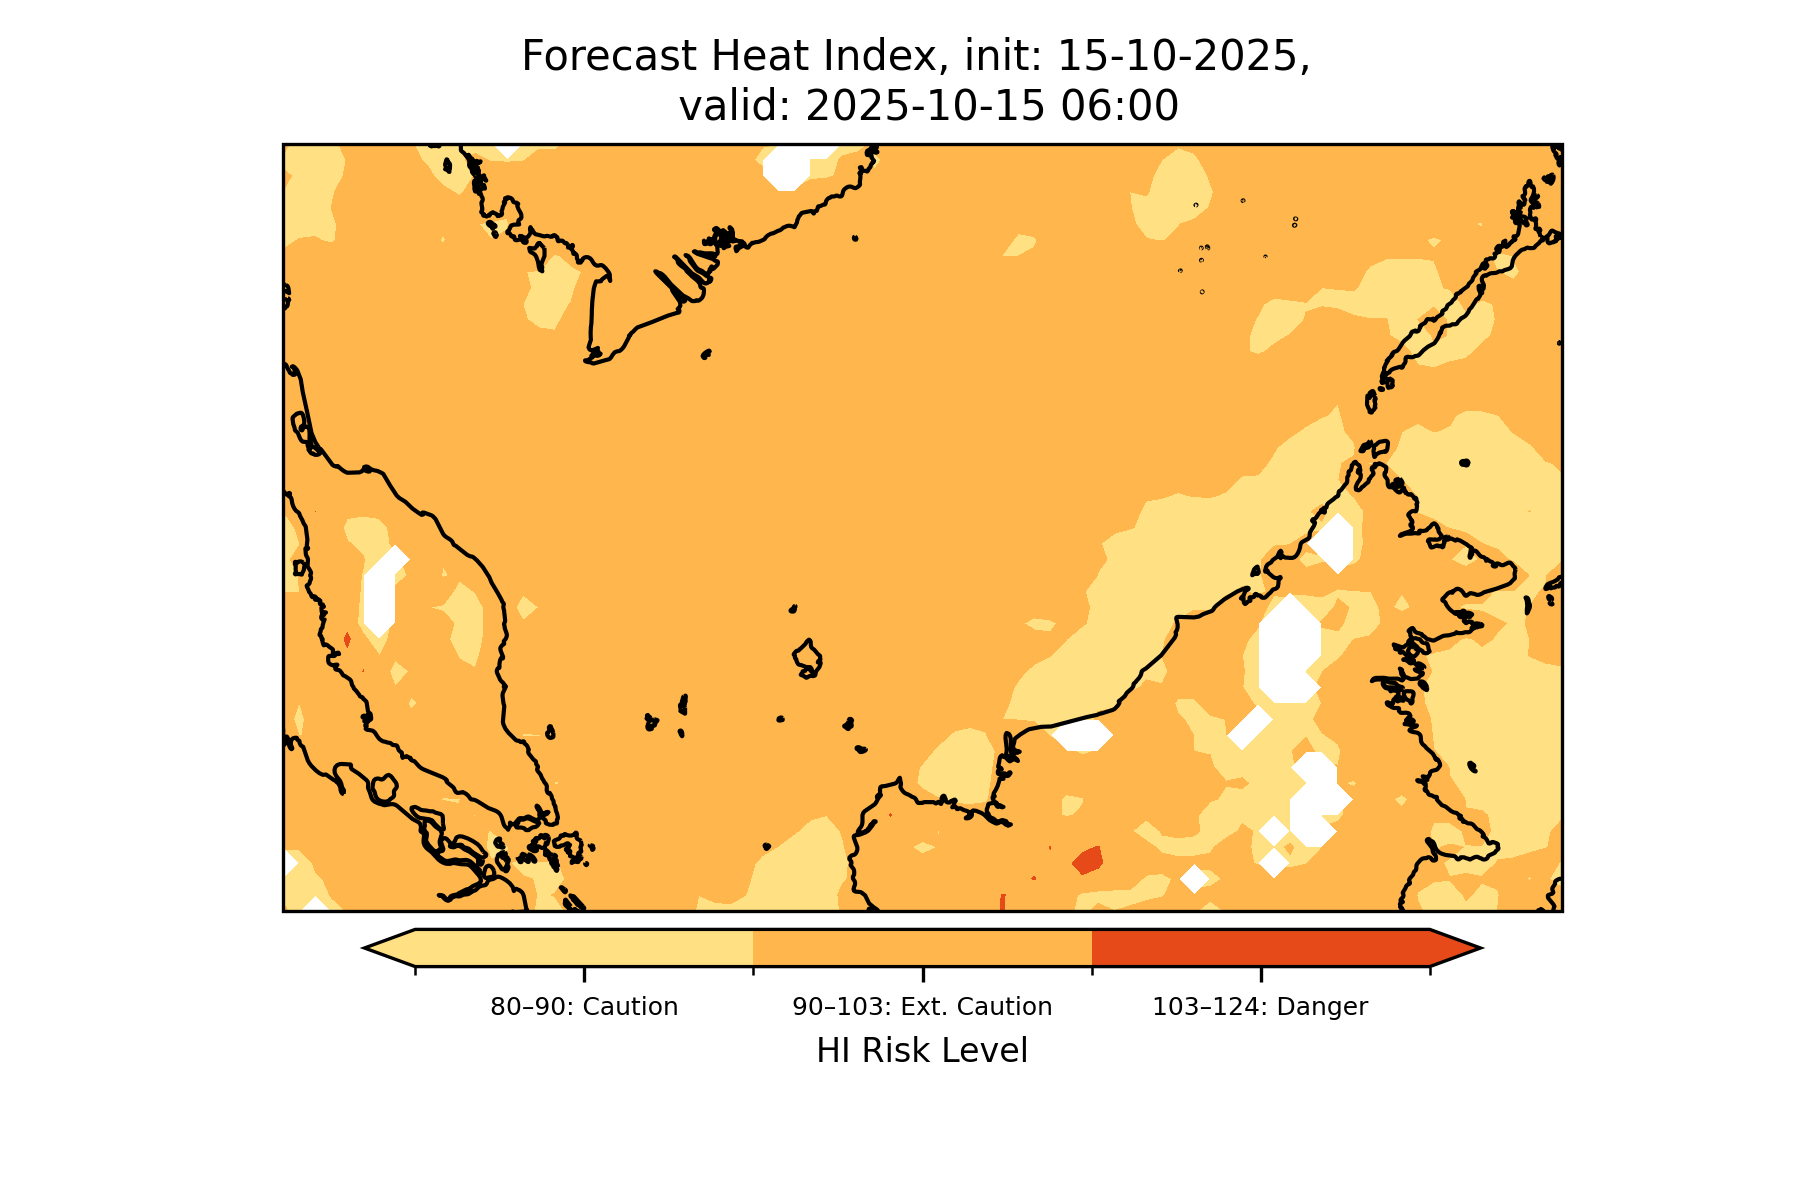 Forecast Heat Index, init: 15-10-2025,
valid: 2025-10-15 06:00
80–90: Caution
90–103: Ext. Caution
103–124: Danger
HI Risk Level